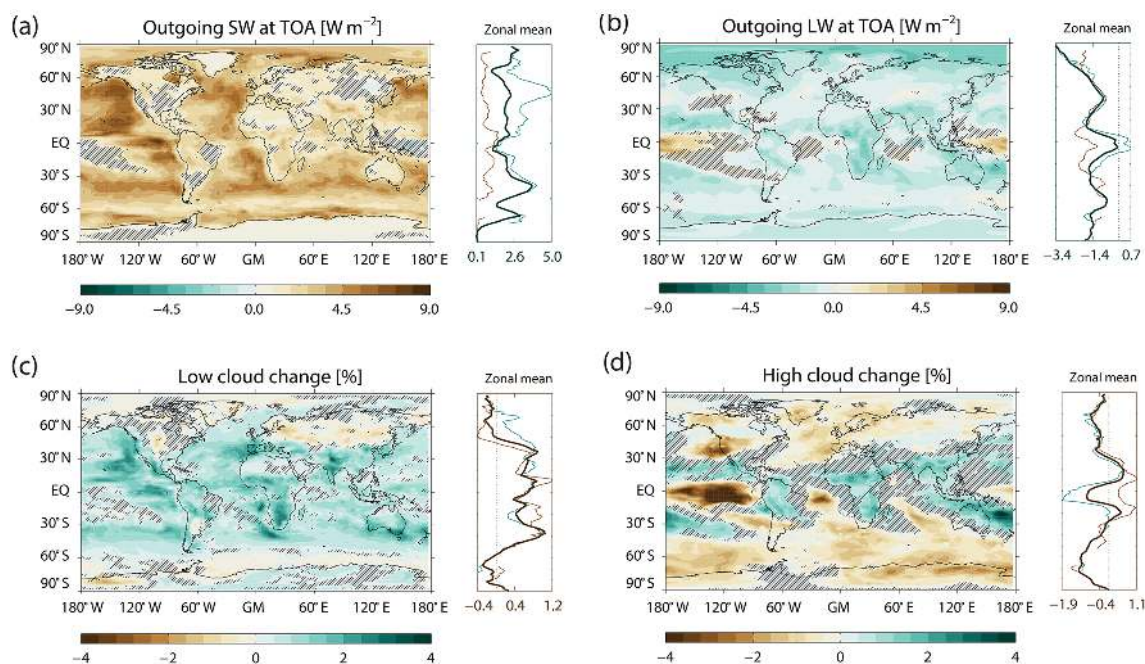 (a) Outgoing SW at TOA [W m−2] Zonal mean
90° N
60° N
30° N
EQ
30° S
60° S
90° S
180° W 120° W 60° W GM 60° E 120° E 180° E
0.1 2.6 5.0
−9.0 −4.5 0.0 4.5 9.0
(b) Outgoing LW at TOA [W m−2] Zonal mean
90° N
60° N
30° N
EQ
30° S
60° S
90° S
180° W 120° W 60° W GM 60° E 120° E 180° E
−3.4 −1.4 0.7
−9.0 −4.5 0.0 4.5 9.0
(c) Low cloud change [%] Zonal mean
90° N
60° N
30° N
EQ
30° S
60° S
90° S
180° W 120° W 60° W GM 60° E 120° E 180° E
−0.4 0.4 1.2
−4 −2 0 2 4
(d) High cloud change [%] Zonal mean
90° N
60° N
30° N
EQ
30° S
60° S
90° S
180° W 120° W 60° W GM 60° E 120° E 180° E
−1.9 −0.4 1.1
−4 −2 0 2 4